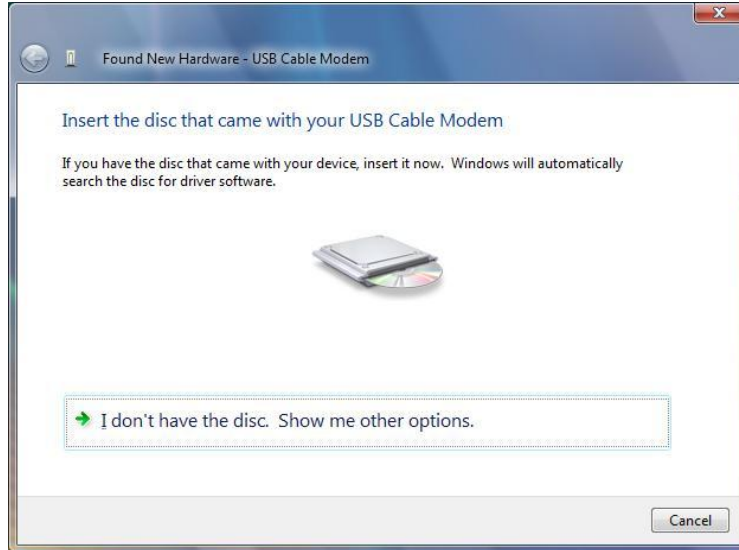 Found New Hardware - USB Cable Modem
Insert the disc that came with your USB Cable Modem
If you have the disc that came with your device, insert it now.  Windows will automatically
search the disc for driver software.
I don't have the disc.  Show me other options.
Cancel